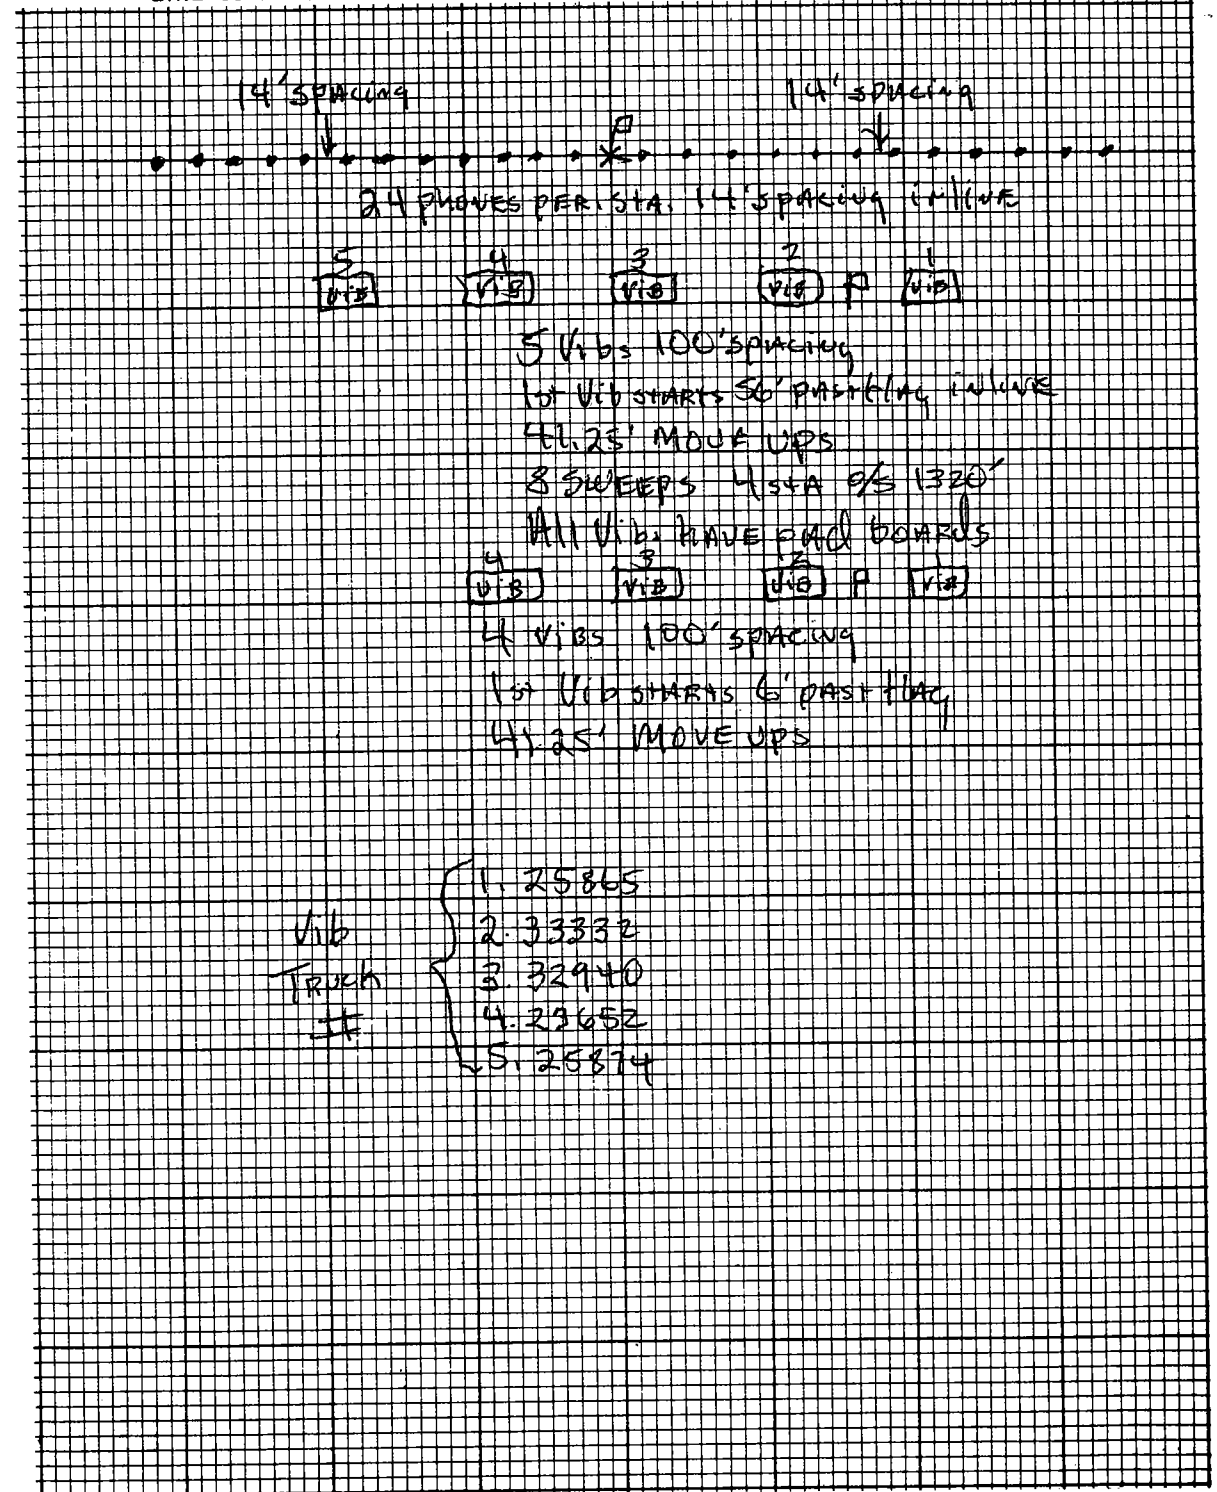 14' spacing 14' spacing
24 phones per. sta. 14' spacing inline
5 4 3 2 1
Vib Vib Vib Vib P Vib
5 Vibs 100' spacing
1st Vib starts 56' past flag inline
41.25' move ups
8 sweeps 4 sta o/s 1320'
All Vibs have pad boards
4 3 2 1
Vib Vib Vib P Vib
4 Vibs 100' spacing
1st Vib starts 6' past flag
41.25' move ups
1. 25865
Vib 2. 33332
Truck 3. 32940
# 4.
5. 25874